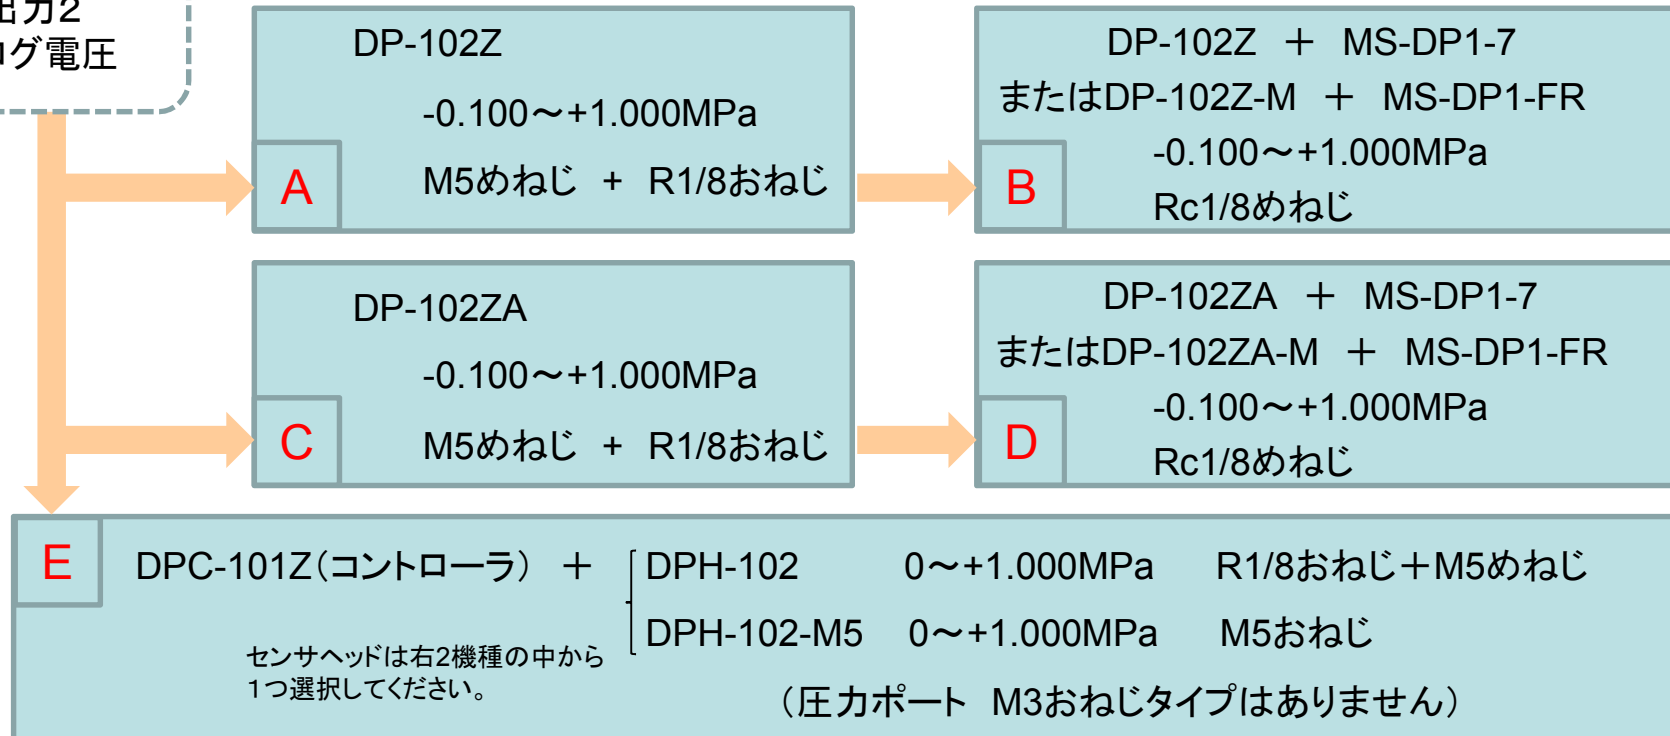 出力2
ログ電圧
DP-102Z
-0.100～+1.000MPa
M5めねじ + R1/8おねじ
A
DP-102Z ＋ MS-DP1-7
またはDP-102Z-M ＋ MS-DP1-FR
-0.100～+1.000MPa
Rc1/8めねじ
B
DP-102ZA
-0.100～+1.000MPa
M5めねじ + R1/8おねじ
C
DP-102ZA ＋ MS-DP1-7
またはDP-102ZA-M ＋ MS-DP1-FR
-0.100～+1.000MPa
Rc1/8めねじ
D
E
DPC-101Z(コントローラ) ＋
DPH-102 0～+1.000MPa R1/8おねじ＋M5めねじ
DPH-102-M5 0～+1.000MPa M5おねじ
センサヘッドは右2機種の中から
１つ選択してください。
（圧力ポート M3おねじタイプはありません）